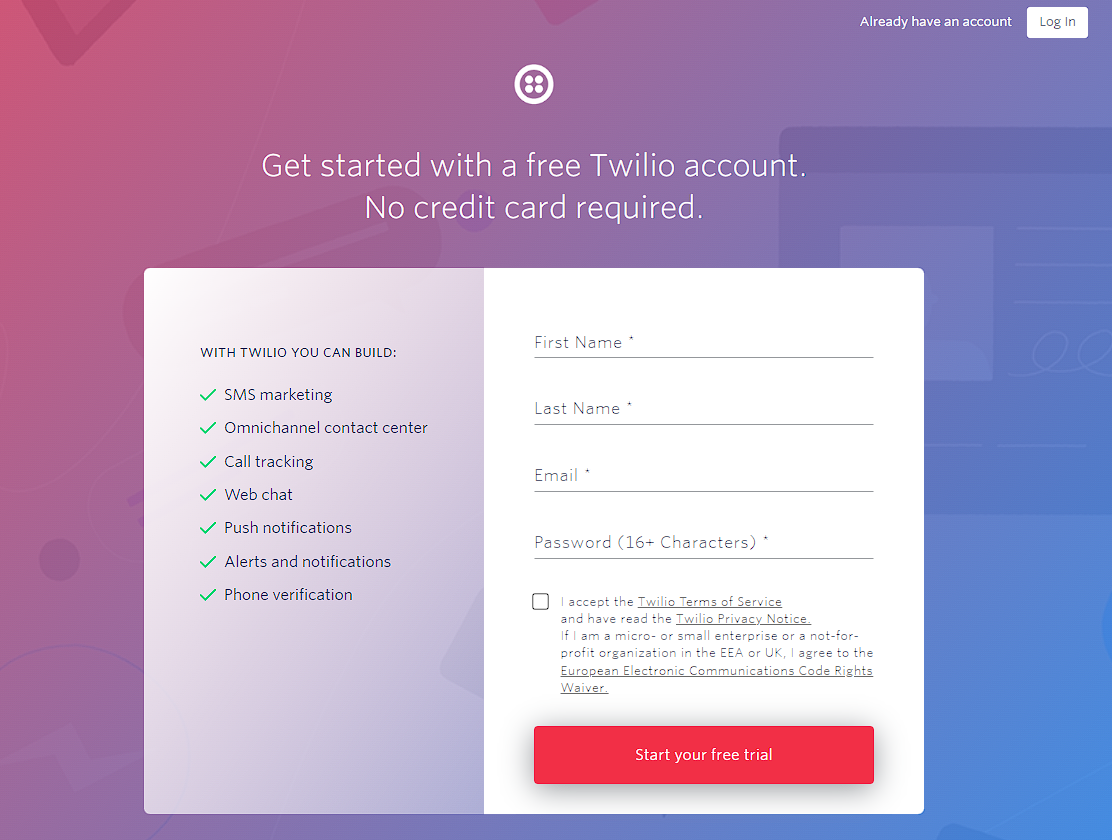 Already have an account
Log In
Get started with a free Twilio account.
No credit card required.
WITH TWILIO YOU CAN BUILD:
SMS marketing
Omnichannel contact center
Call tracking
Web chat
Push notifications
Alerts and notifications
Phone verification
First Name *
Last Name *
Email *
Password (16+ Characters) *
I accept the Twilio Terms of Service
and have read the Twilio Privacy Notice.
If I am a micro- or small enterprise or a not-for-
profit organization in the EEA or UK, I agree to the
European Electronic Communications Code Rights
Waiver.
Start your free trial